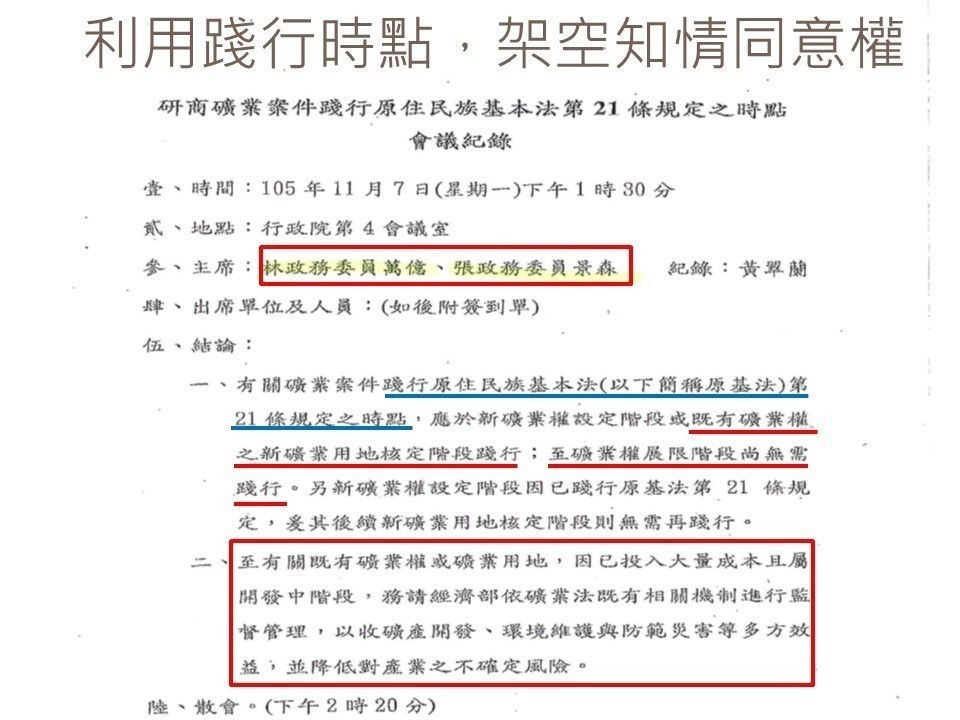 利用踐行時點，架空知情同意權
研商礦業案件踐行原住民族基本法第 21 條規定之時點
會議紀錄
壹、時間：105 年 11 月 7 日(星期一)下午 1 時 30 分
貳、地點：行政院第 4 會議室
參、主席：林政務委員萬億、張政務委員景森 紀錄：黃翠蘭
肆、出席單位及人員：(如後附簽到單)
伍、結論：
一、有關礦業案件踐行原住民族基本法(以下簡稱原基法)第
21 條規定之時點，應於新礦業權設定階段或既有礦業權
之新礦業用地核定階段踐行；至礦業權展限階段尚無需
踐行。另新礦業權設定階段因已踐行原基法第 21 條規
定，爰其後續新礦業用地核定階段則無需再踐行。
二、至有關既有礦業權或礦業用地，因已投入大量成本且屬
開發中階段，務請經濟部依礦業法既有相關機制進行監
督管理，以收礦產開發、環境維護與防範災害等多方效
益，並降低對產業之不確定風險。
陸、散會。(下午 2 時 20 分)